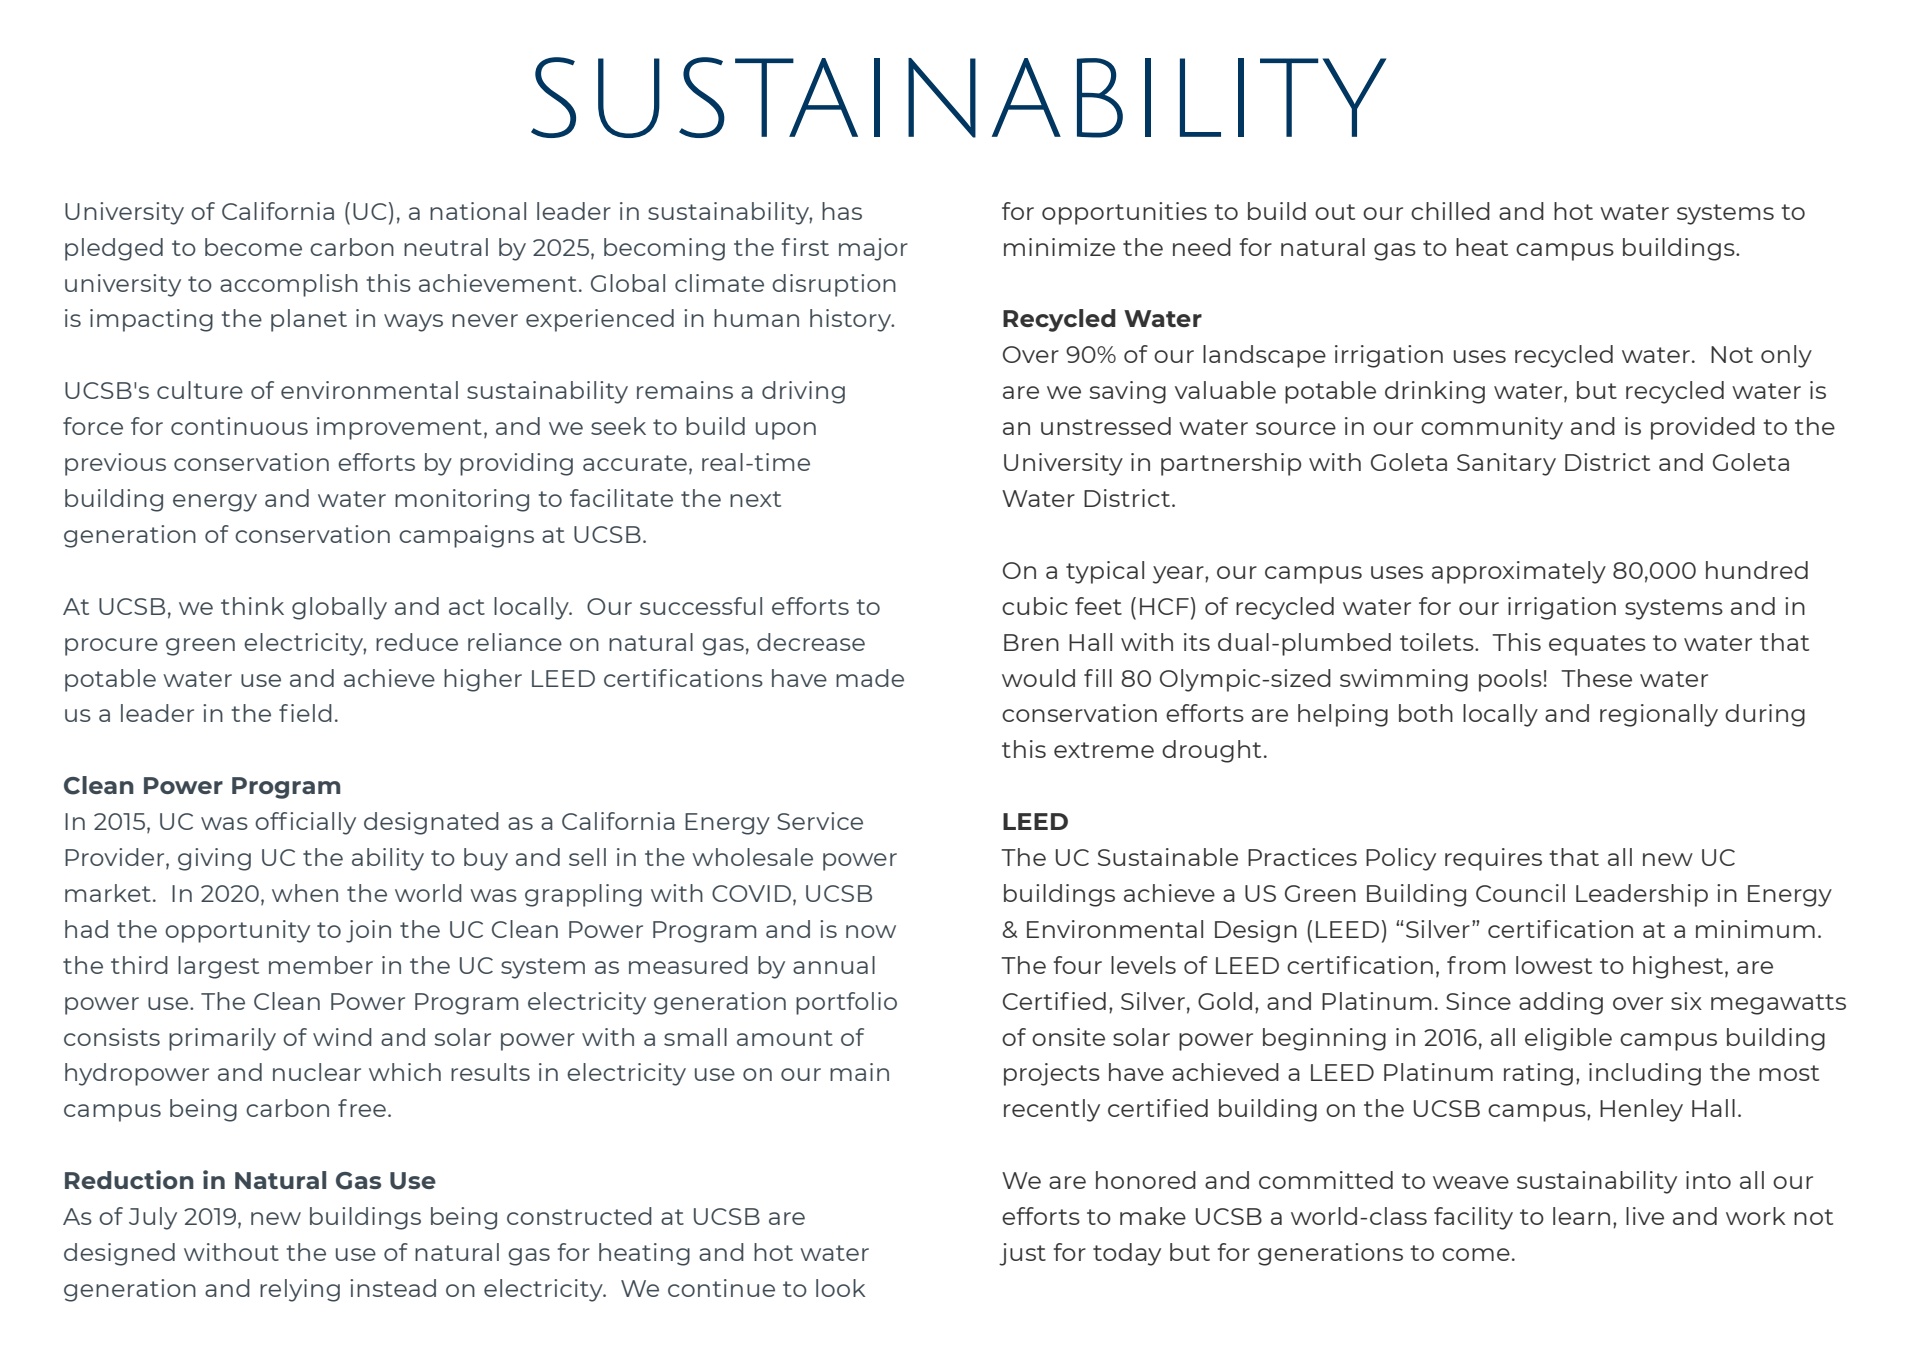 SUSTAINABILITY
University of California (UC), a national leader in sustainability, has
pledged to become carbon neutral by 2025, becoming the first major
university to accomplish this achievement. Global climate disruption
is impacting the planet in ways never experienced in human history.
UCSB's culture of environmental sustainability remains a driving
force for continuous improvement, and we seek to build upon
previous conservation efforts by providing accurate, real-time
building energy and water monitoring to facilitate the next
generation of conservation campaigns at UCSB.
At UCSB, we think globally and act locally.  Our successful efforts to
procure green electricity, reduce reliance on natural gas, decrease
potable water use and achieve higher LEED certifications have made
us a leader in the field.
Clean Power Program
In 2015, UC was officially designated as a California Energy Service
Provider, giving UC the ability to buy and sell in the wholesale power
market.  In 2020, when the world was grappling with COVID, UCSB
had the opportunity to join the UC Clean Power Program and is now
the third largest member in the UC system as measured by annual
power use. The Clean Power Program electricity generation portfolio
consists primarily of wind and solar power with a small amount of
hydropower and nuclear which results in electricity use on our main
campus being carbon free.
Reduction in Natural Gas Use
As of July 2019, new buildings being constructed at UCSB are
designed without the use of natural gas for heating and hot water
generation and relying instead on electricity.  We continue to look
for opportunities to build out our chilled and hot water systems to
minimize the need for natural gas to heat campus buildings.
Recycled Water
Over 90% of our landscape irrigation uses recycled water.  Not only
are we saving valuable potable drinking water, but recycled water is
an unstressed water source in our community and is provided to the
University in partnership with Goleta Sanitary District and Goleta
Water District.
On a typical year, our campus uses approximately 80,000 hundred
cubic feet (HCF) of recycled water for our irrigation systems and in
Bren Hall with its dual-plumbed toilets.  This equates to water that
would fill 80 Olympic-sized swimming pools!  These water
conservation efforts are helping both locally and regionally during
this extreme drought.
LEED
The UC Sustainable Practices Policy requires that all new UC
buildings achieve a US Green Building Council Leadership in Energy
& Environmental Design (LEED) “Silver” certification at a minimum.
The four levels of LEED certification, from lowest to highest, are
Certified, Silver, Gold, and Platinum. Since adding over six megawatts
of onsite solar power beginning in 2016, all eligible campus building
projects have achieved a LEED Platinum rating, including the most
recently certified building on the UCSB campus, Henley Hall.
We are honored and committed to weave sustainability into all our
efforts to make UCSB a world-class facility to learn, live and work not
just for today but for generations to come.